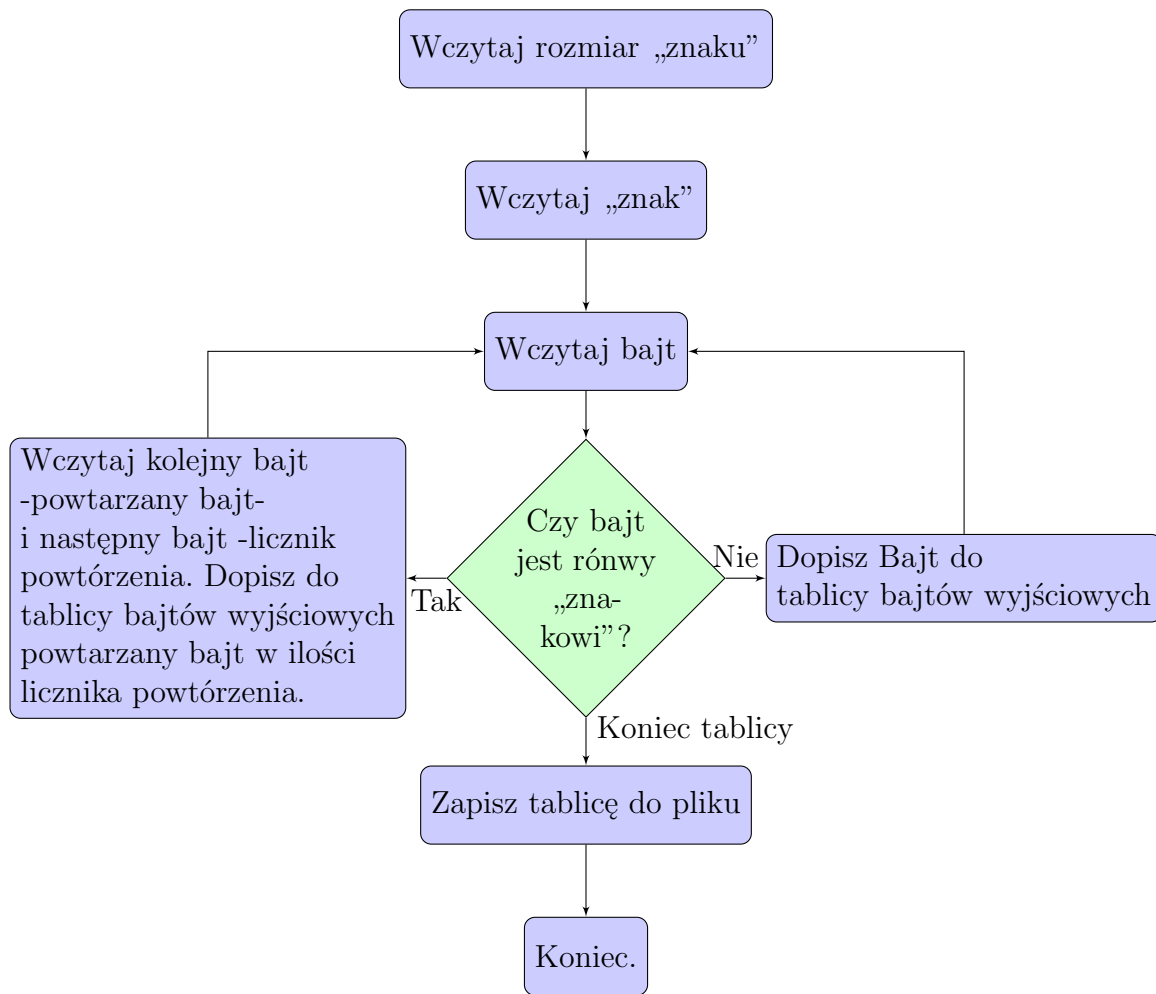 Wczytaj rozmiar „znaku”
Wczytaj „znak”
Wczytaj bajt
Wczytaj kolejny bajt
-powtarzany bajt-
i następny bajt -licznik
powtórzenia. Dopisz do
tablicy bajtów wyjściowych
powtarzany bajt w ilości
licznika powtórzenia.
Tak
Czy bajt
jest rónwy
„zna-
kowi”?
Nie
Dopisz Bajt do
tablicy bajtów wyjściowych
Koniec tablicy
Zapisz tablicę do pliku
Koniec.